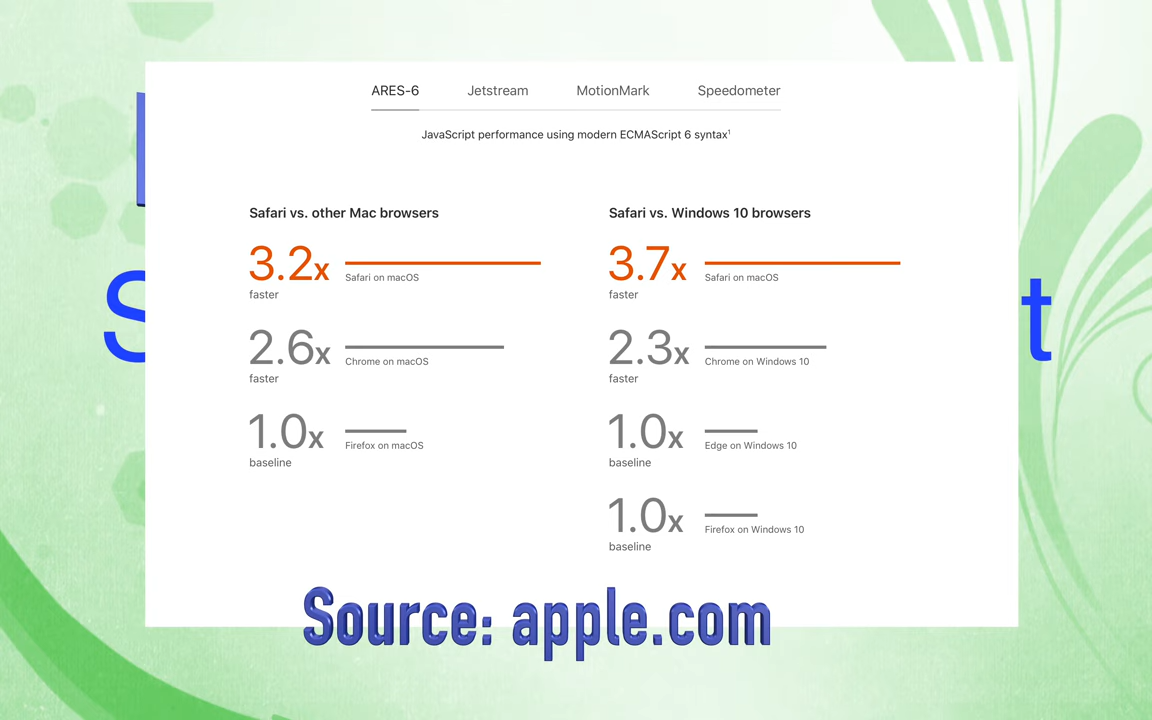 ARES-6 Jetstream MotionMark Speedometer
JavaScript performance using modern ECMAScript 6 syntax¹
Safari vs. other Mac browsers
3.2x Safari on macOS
faster
2.6x Chrome on macOS
faster
1.0x Firefox on macOS
baseline
Safari vs. Windows 10 browsers
3.7x Safari on macOS
faster
2.3x Chrome on Windows 10
faster
1.0x Edge on Windows 10
baseline
1.0x Firefox on Windows 10
baseline
Source: apple.com